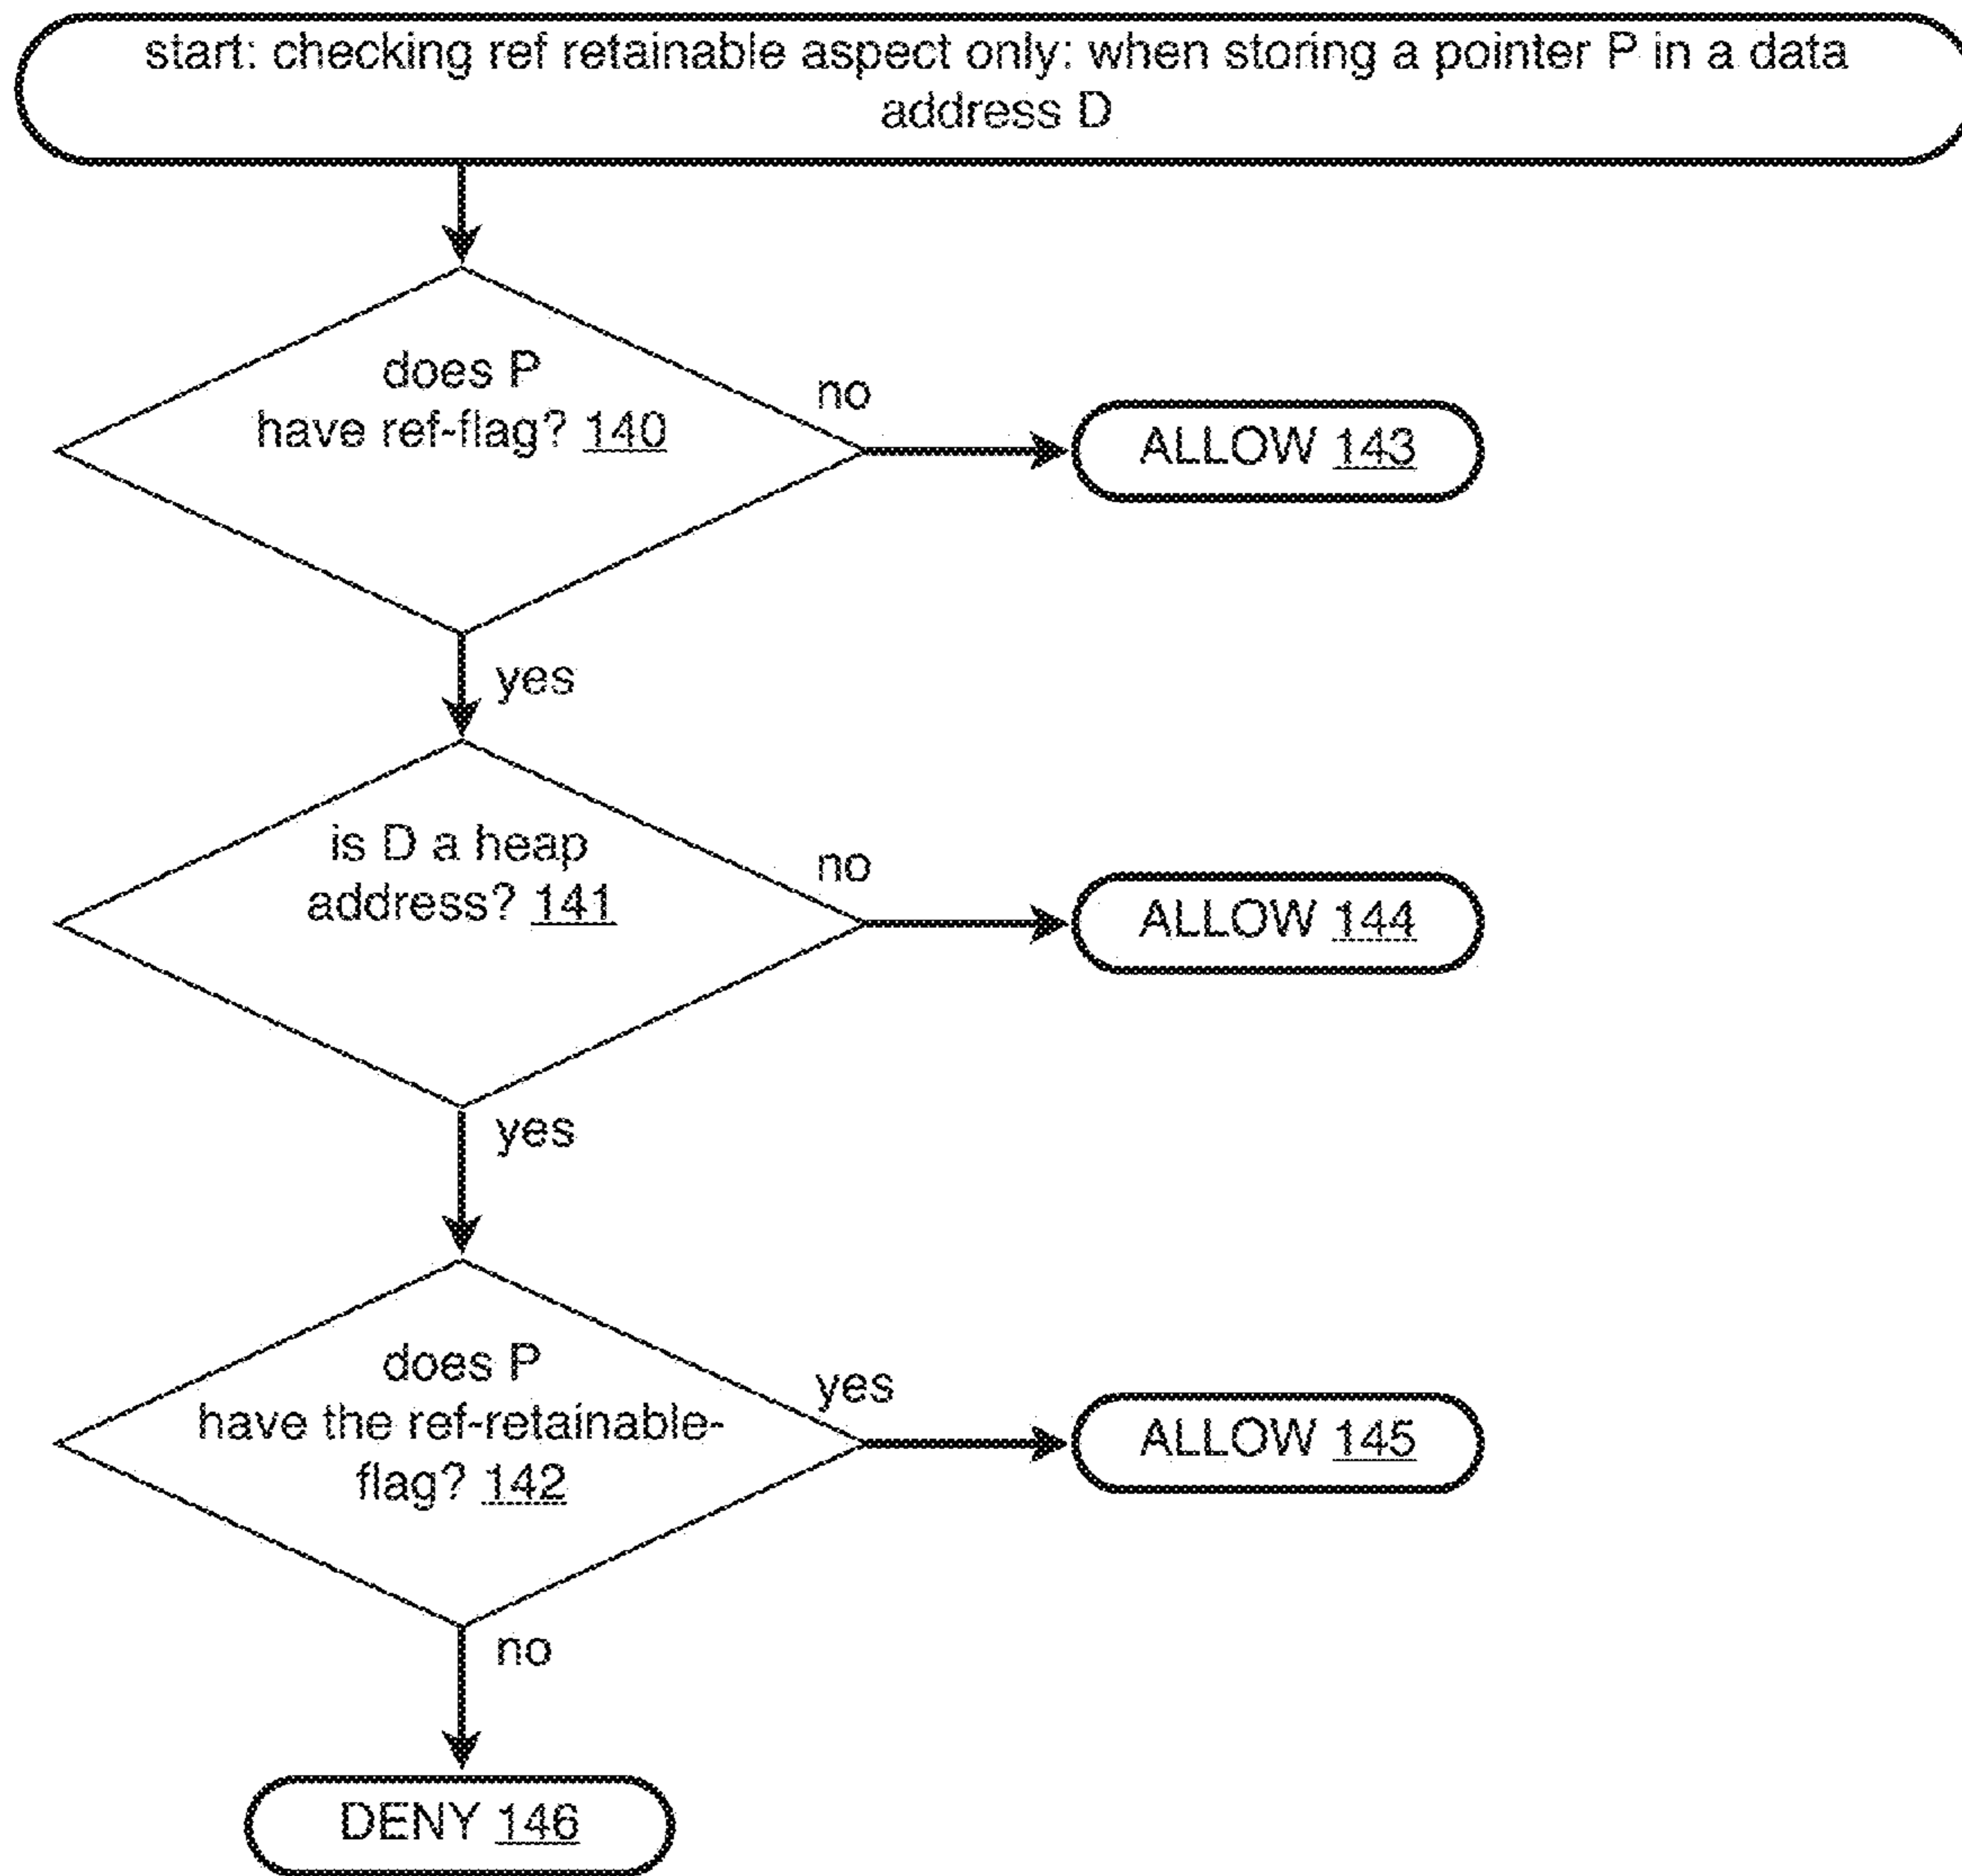 start: checking ref retainable aspect only: when storing a pointer P in a data
address D
does P
have ref-flag? 140
no
ALLOW 143
yes
is D a heap
address? 141
no
ALLOW 144
yes
does P
have the ref-retainable-
flag? 142
yes
ALLOW 145
no
DENY 146